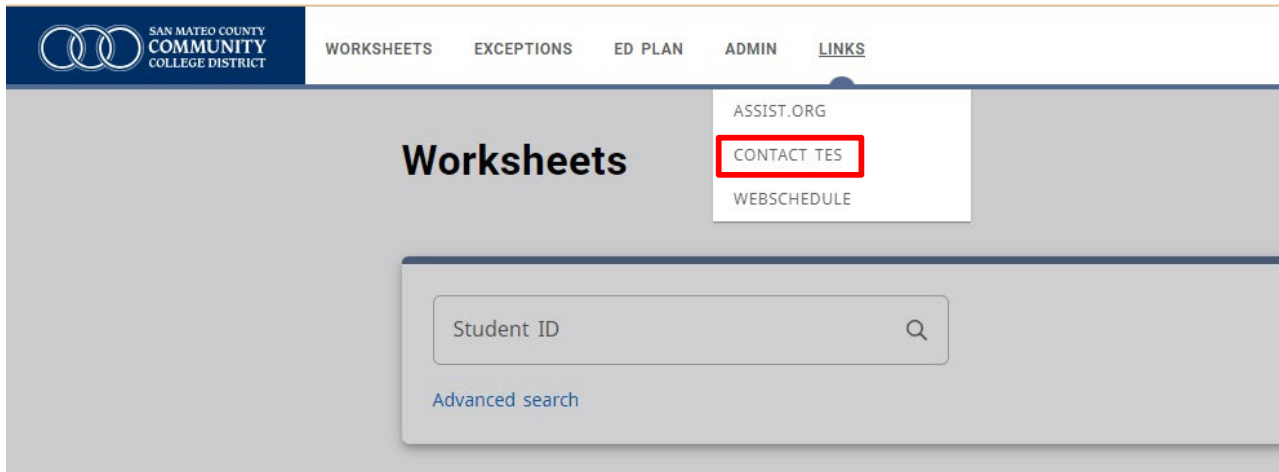 SAN MATEO COUNTY
COMMUNITY
COLLEGE DISTRICT
WORKSHEETS EXCEPTIONS ED PLAN ADMIN LINKS
ASSIST.ORG
CONTACT TES
WEBSCHEDULE
Worksheets
Student ID
Advanced search